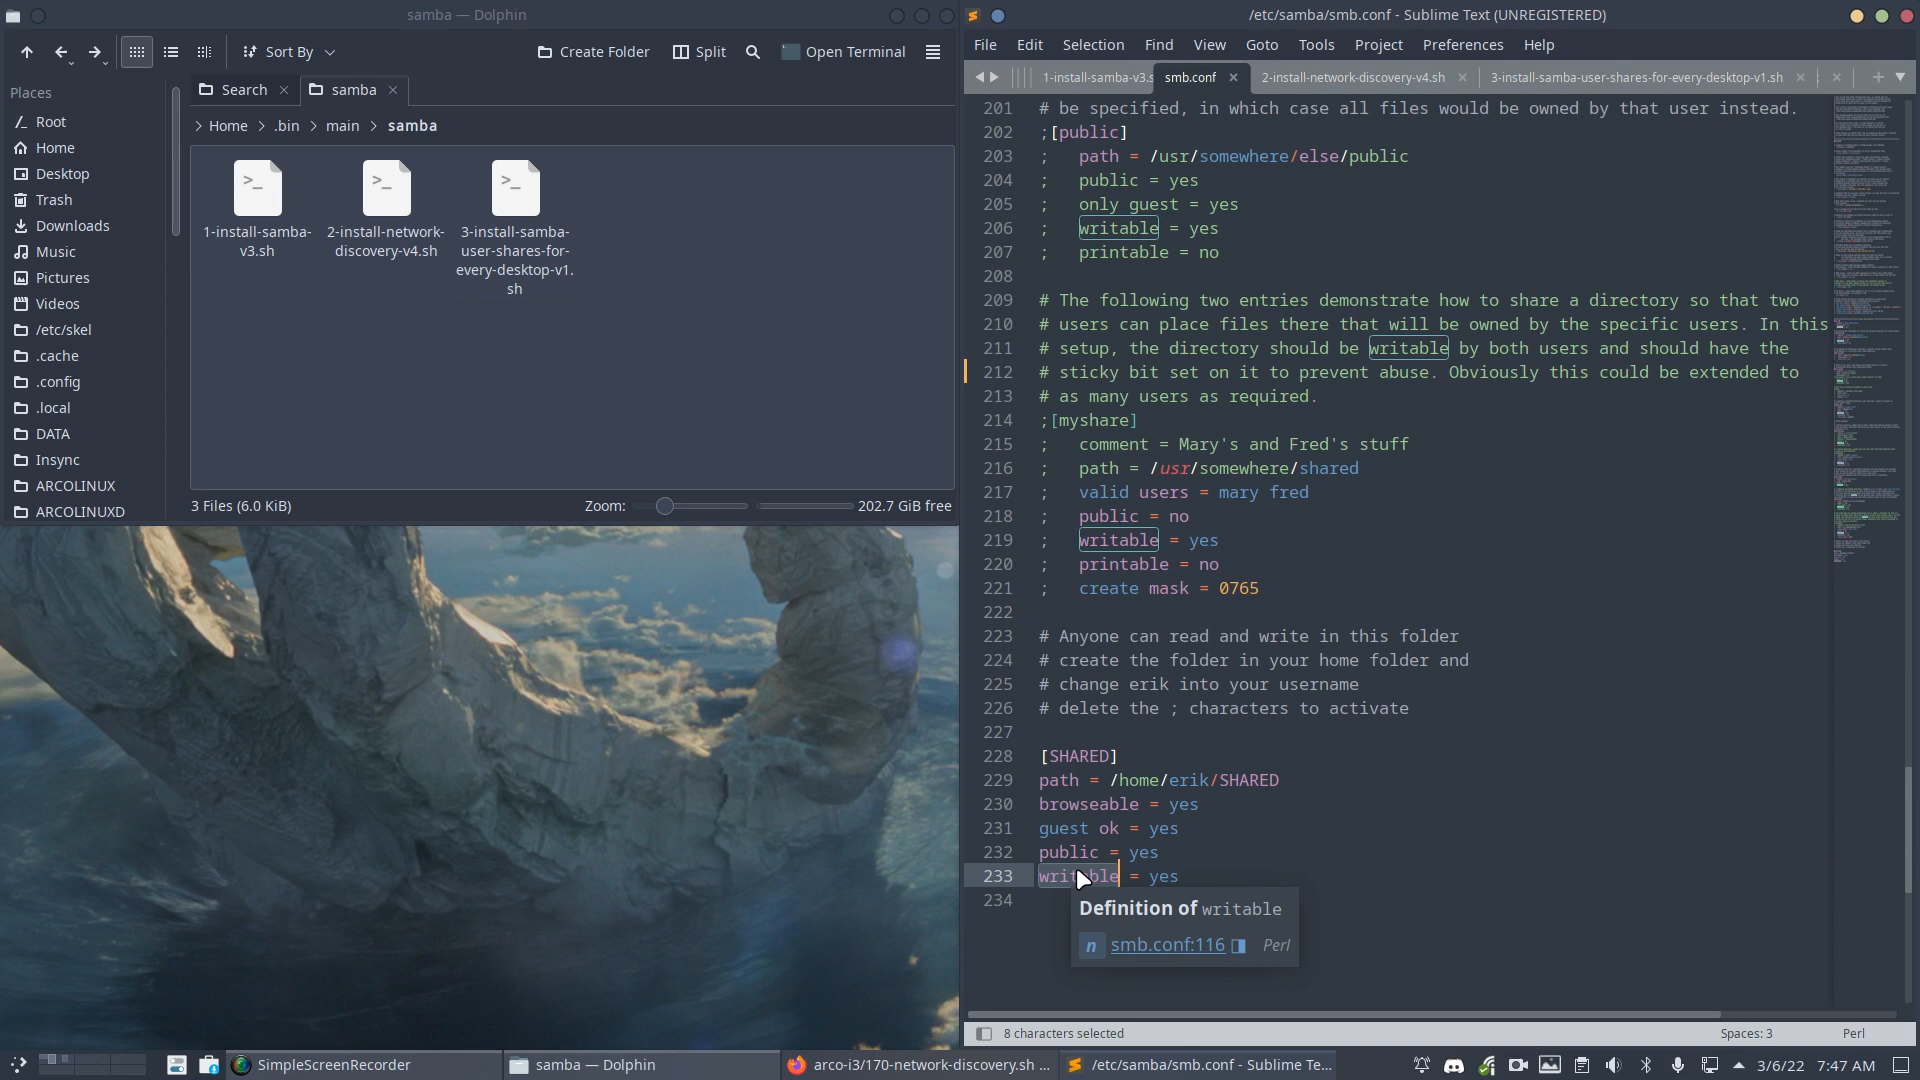 samba — Dolphin
Sort By
Create Folder
Split
Open Terminal
Places
Root
Home
Desktop
Trash
Downloads
Music
Pictures
Videos
/etc/skel
.cache
.config
.local
DATA
Insync
ARCOLINUX
ARCOLINUXD
Search
samba
Home > .bin > main > samba
1-install-samba-
v3.sh
2-install-network-
discovery-v4.sh
3-install-samba-
user-shares-for-
every-desktop-v1.
sh
3 Files (6.0 KiB)
Zoom:
202.7 GiB free
/etc/samba/smb.conf - Sublime Text (UNREGISTERED)
File Edit Selection Find View Goto Tools Project Preferences Help
1-install-samba-v3.s
smb.conf
2-install-network-discovery-v4.sh
3-install-samba-user-shares-for-every-desktop-v1.sh
201 # be specified, in which case all files would be owned by that user instead.
202 ;[public]
203 ; path = /usr/somewhere/else/public
204 ; public = yes
205 ; only guest = yes
206 ; writable = yes
207 ; printable = no
208
209 # The following two entries demonstrate how to share a directory so that two
210 # users can place files there that will be owned by the specific users. In this
211 # setup, the directory should be writable by both users and should have the
212 # sticky bit set on it to prevent abuse. Obviously this could be extended to
213 # as many users as required.
214 ;[myshare]
215 ; comment = Mary's and Fred's stuff
216 ; path = /usr/somewhere/shared
217 ; valid users = mary fred
218 ; public = no
219 ; writable = yes
220 ; printable = no
221 ; create mask = 0765
222
223 # Anyone can read and write in this folder
224 # create the folder in your home folder and
225 # change erik into your username
226 # delete the ; characters to activate
227
228 [SHARED]
229 path = /home/erik/SHARED
230 browseable = yes
231 guest ok = yes
232 public = yes
233 writable = yes
234
Definition of writable
n smb.conf:116 Perl
8 characters selected
Spaces: 3
Perl
SimpleScreenRecorder
samba — Dolphin
arco-i3/170-network-discovery.sh ...
/etc/samba/smb.conf - Sublime Te...
3/6/22
7:47 AM